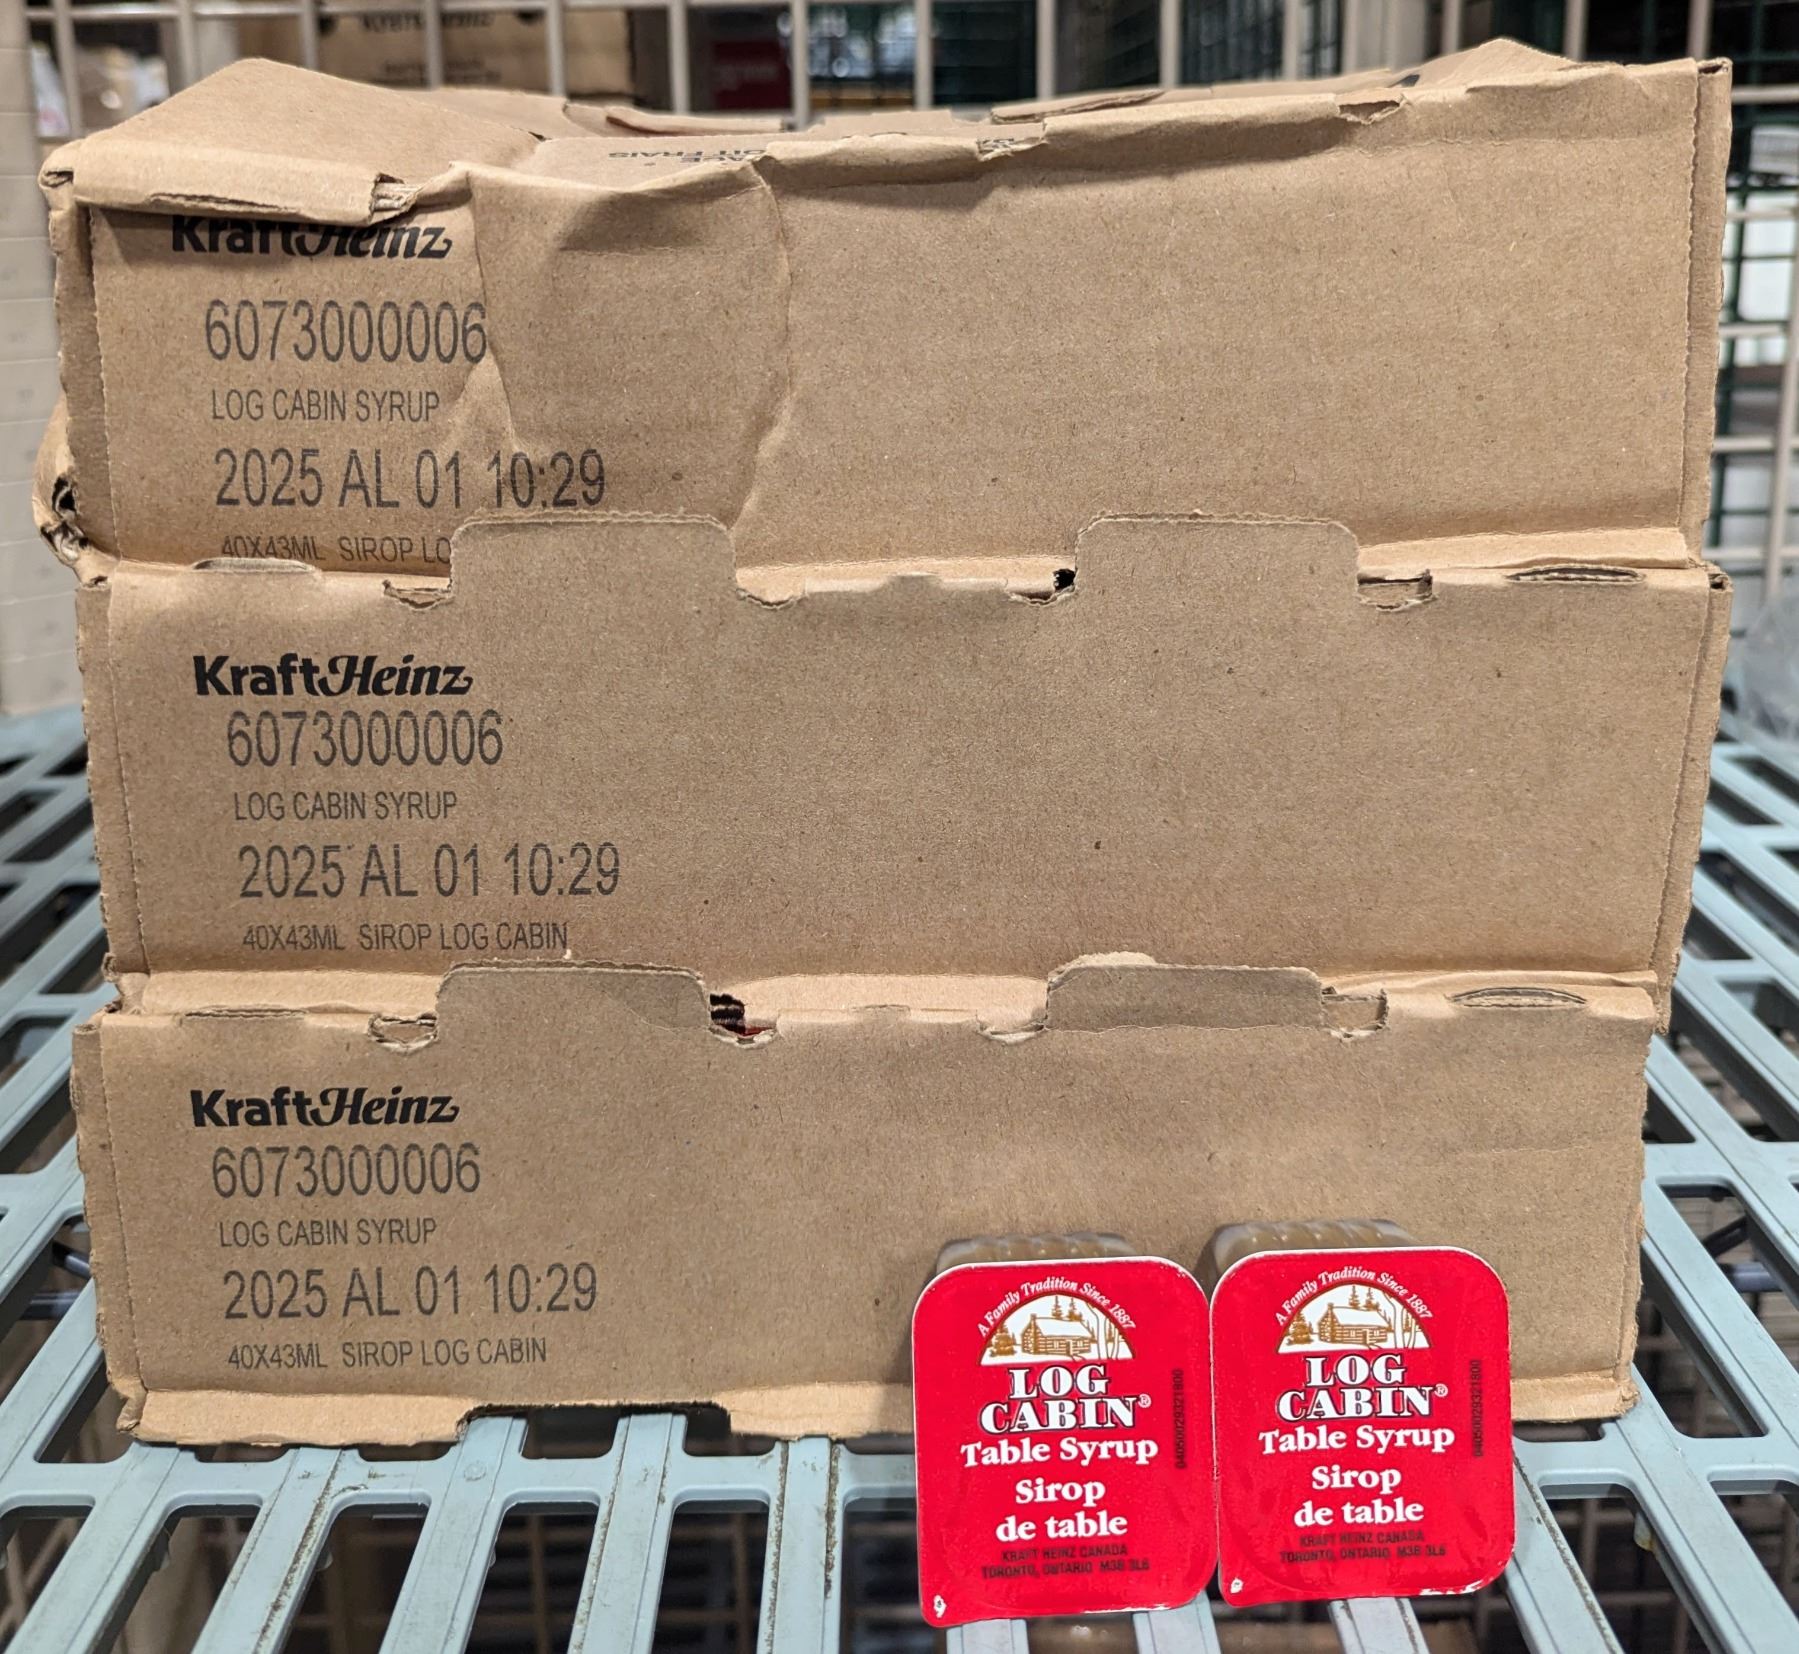 KraftHeinz
6073000006
LOG CABIN SYRUP
2025 AL 01 10:29
40X43ML SIROP LO
KraftHeinz
6073000006
LOG CABIN SYRUP
2025 AL 01 10:29
40X43ML SIROP LOG CABIN
KraftHeinz
6073000006
LOG CABIN SYRUP
2025 AL 01 10:29
40X43ML SIROP LOG CABIN
A Family Tradition Since 1887
LOG
CABIN®
Table Syrup
Sirop
de table
KRAFT HEINZ CANADA
TORONTO, ONTARIO M3B 3L6
A Family Tradition Since 1887
LOG
CABIN®
Table Syrup
Sirop
de table
KRAFT HEINZ CANADA
TORONTO, ONTARIO M3B 3L6